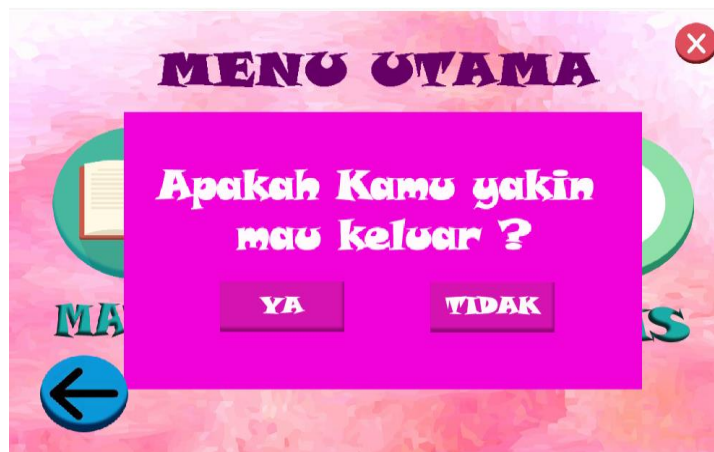 MENU UTAMA
Apakah Kamu yakin
mau keluar ?
YA
TIDAK